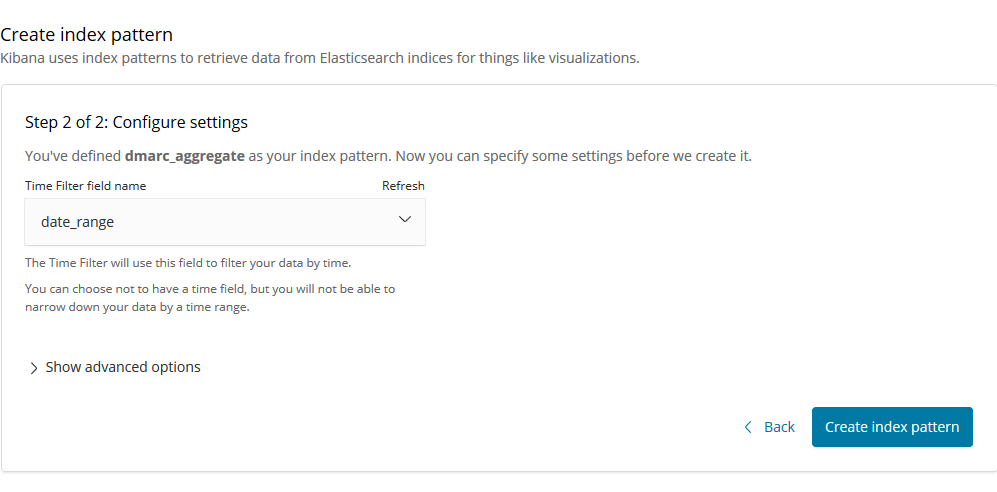 Create index pattern
Kibana uses index patterns to retrieve data from Elasticsearch indices for things like visualizations.
Step 2 of 2: Configure settings
You've defined dmarc_aggregate as your index pattern. Now you can specify some settings before we create it.
Time Filter field name Refresh
date_range
The Time Filter will use this field to filter your data by time.
You can choose not to have a time field, but you will not be able to
narrow down your data by a time range.
Show advanced options
Back Create index pattern